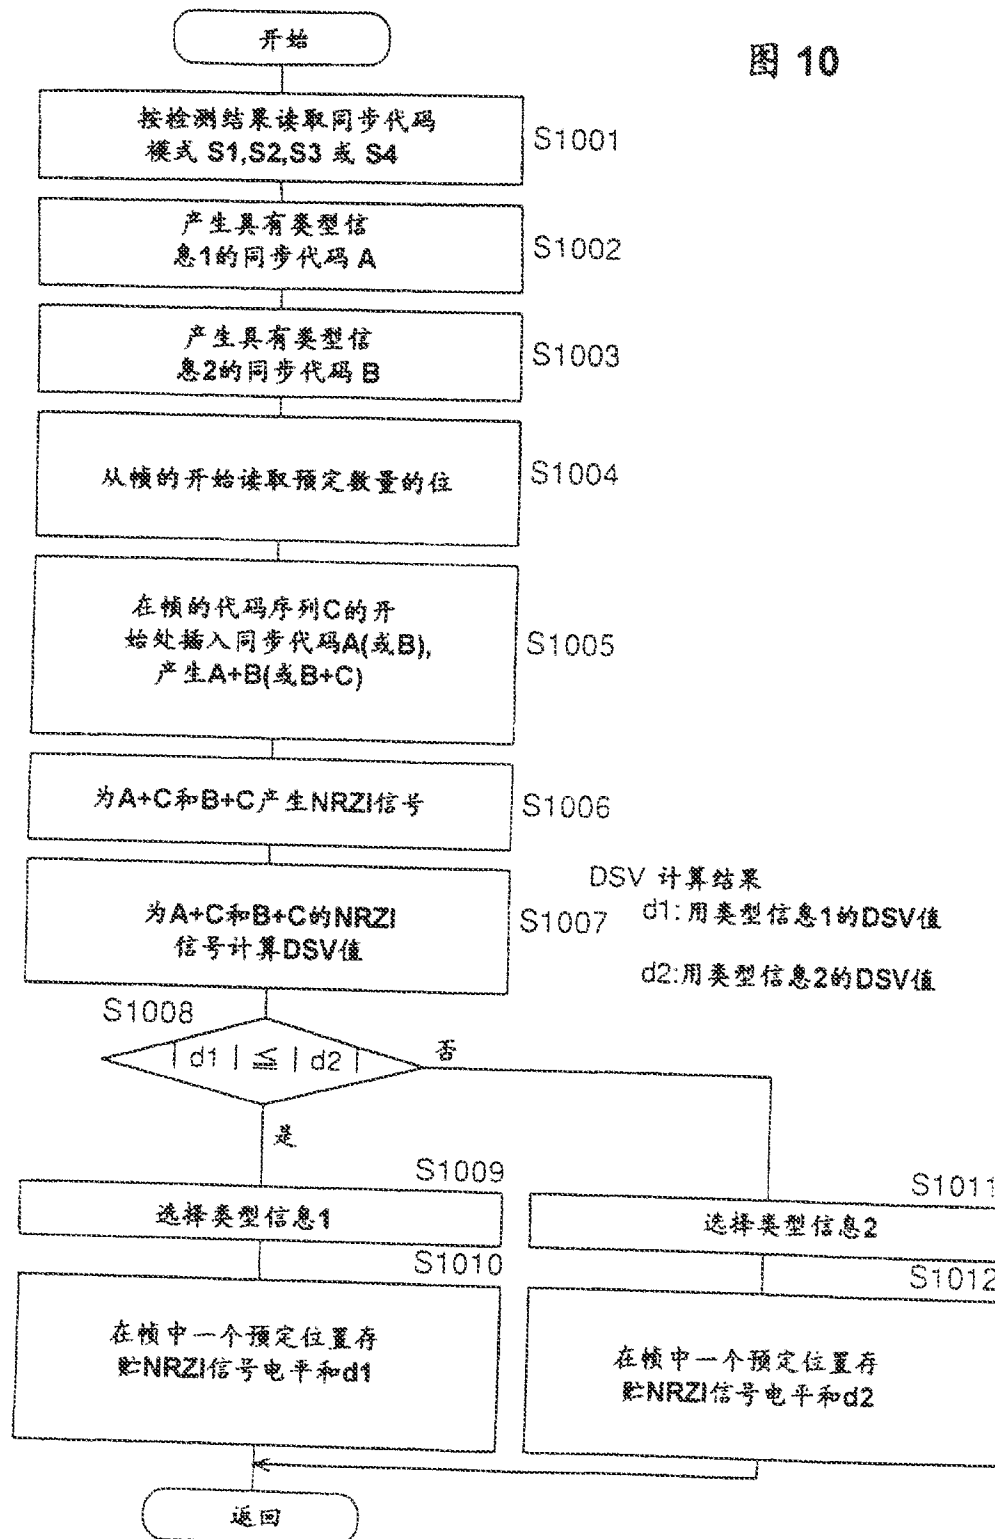 开始
图 10
按检测结果读取同步代码
模式 S1,S2,S3 或 S4
S1001
产生具有类型信
息1的同步代码 A
S1002
产生具有类型信
息2的同步代码 B
S1003
从帧的开始读取预定数量的位
S1004
在帧的代码序列C的开
始处插入同步代码A(或B),
产生A+B(或B+C)
S1005
为A+C和B+C产生NRZI信号
S1006
为A+C和B+C的NRZI
信号计算DSV值
S1007
DSV 计算结果
d1:用类型信息1的DSV值
d2:用类型信息2的DSV值
S1008
| d1 | ≦ | d2 |
否
是
S1009
选择类型信息1
S1010
在帧中一个预定位置存
贮NRZI信号电平和d1
S1011
选择类型信息2
S1012
在帧中一个预定位置存
贮NRZI信号电平和d2
返回